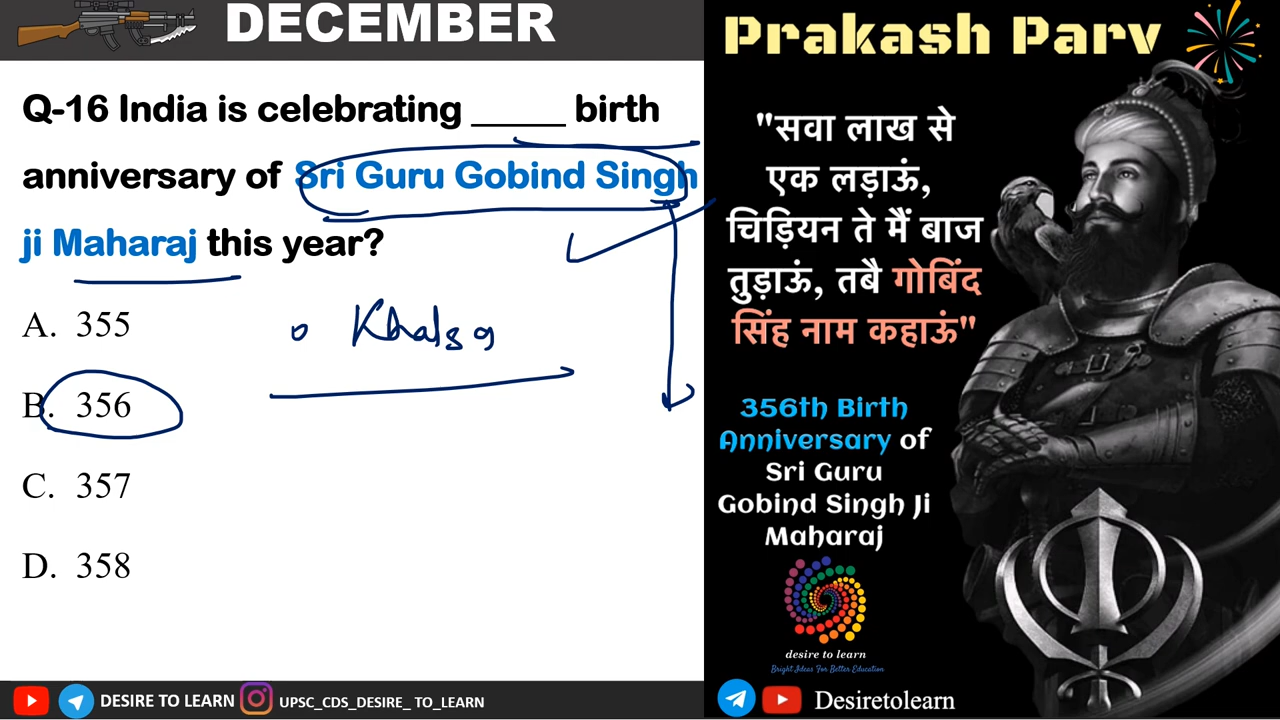 DECEMBER
Q-16 India is celebrating _____ birth
anniversary of Sri Guru Gobind Singh
ji Maharaj this year?
A. 355
B. 356
C. 357
D. 358
Khalsa
DESIRE TO LEARN UPSC_CDS_DESIRE_ TO_LEARN
Prakash Parv
"सवा लाख से
एक लड़ाऊं,
चिड़ियन ते मैं बाज
तुड़ाऊं, तबै गोबिंद
सिंह नाम कहाऊं"
356th Birth
Anniversary of
Sri Guru
Gobind Singh Ji
Maharaj
desire to learn
Bright Ideas For Better Education
Desiretolearn